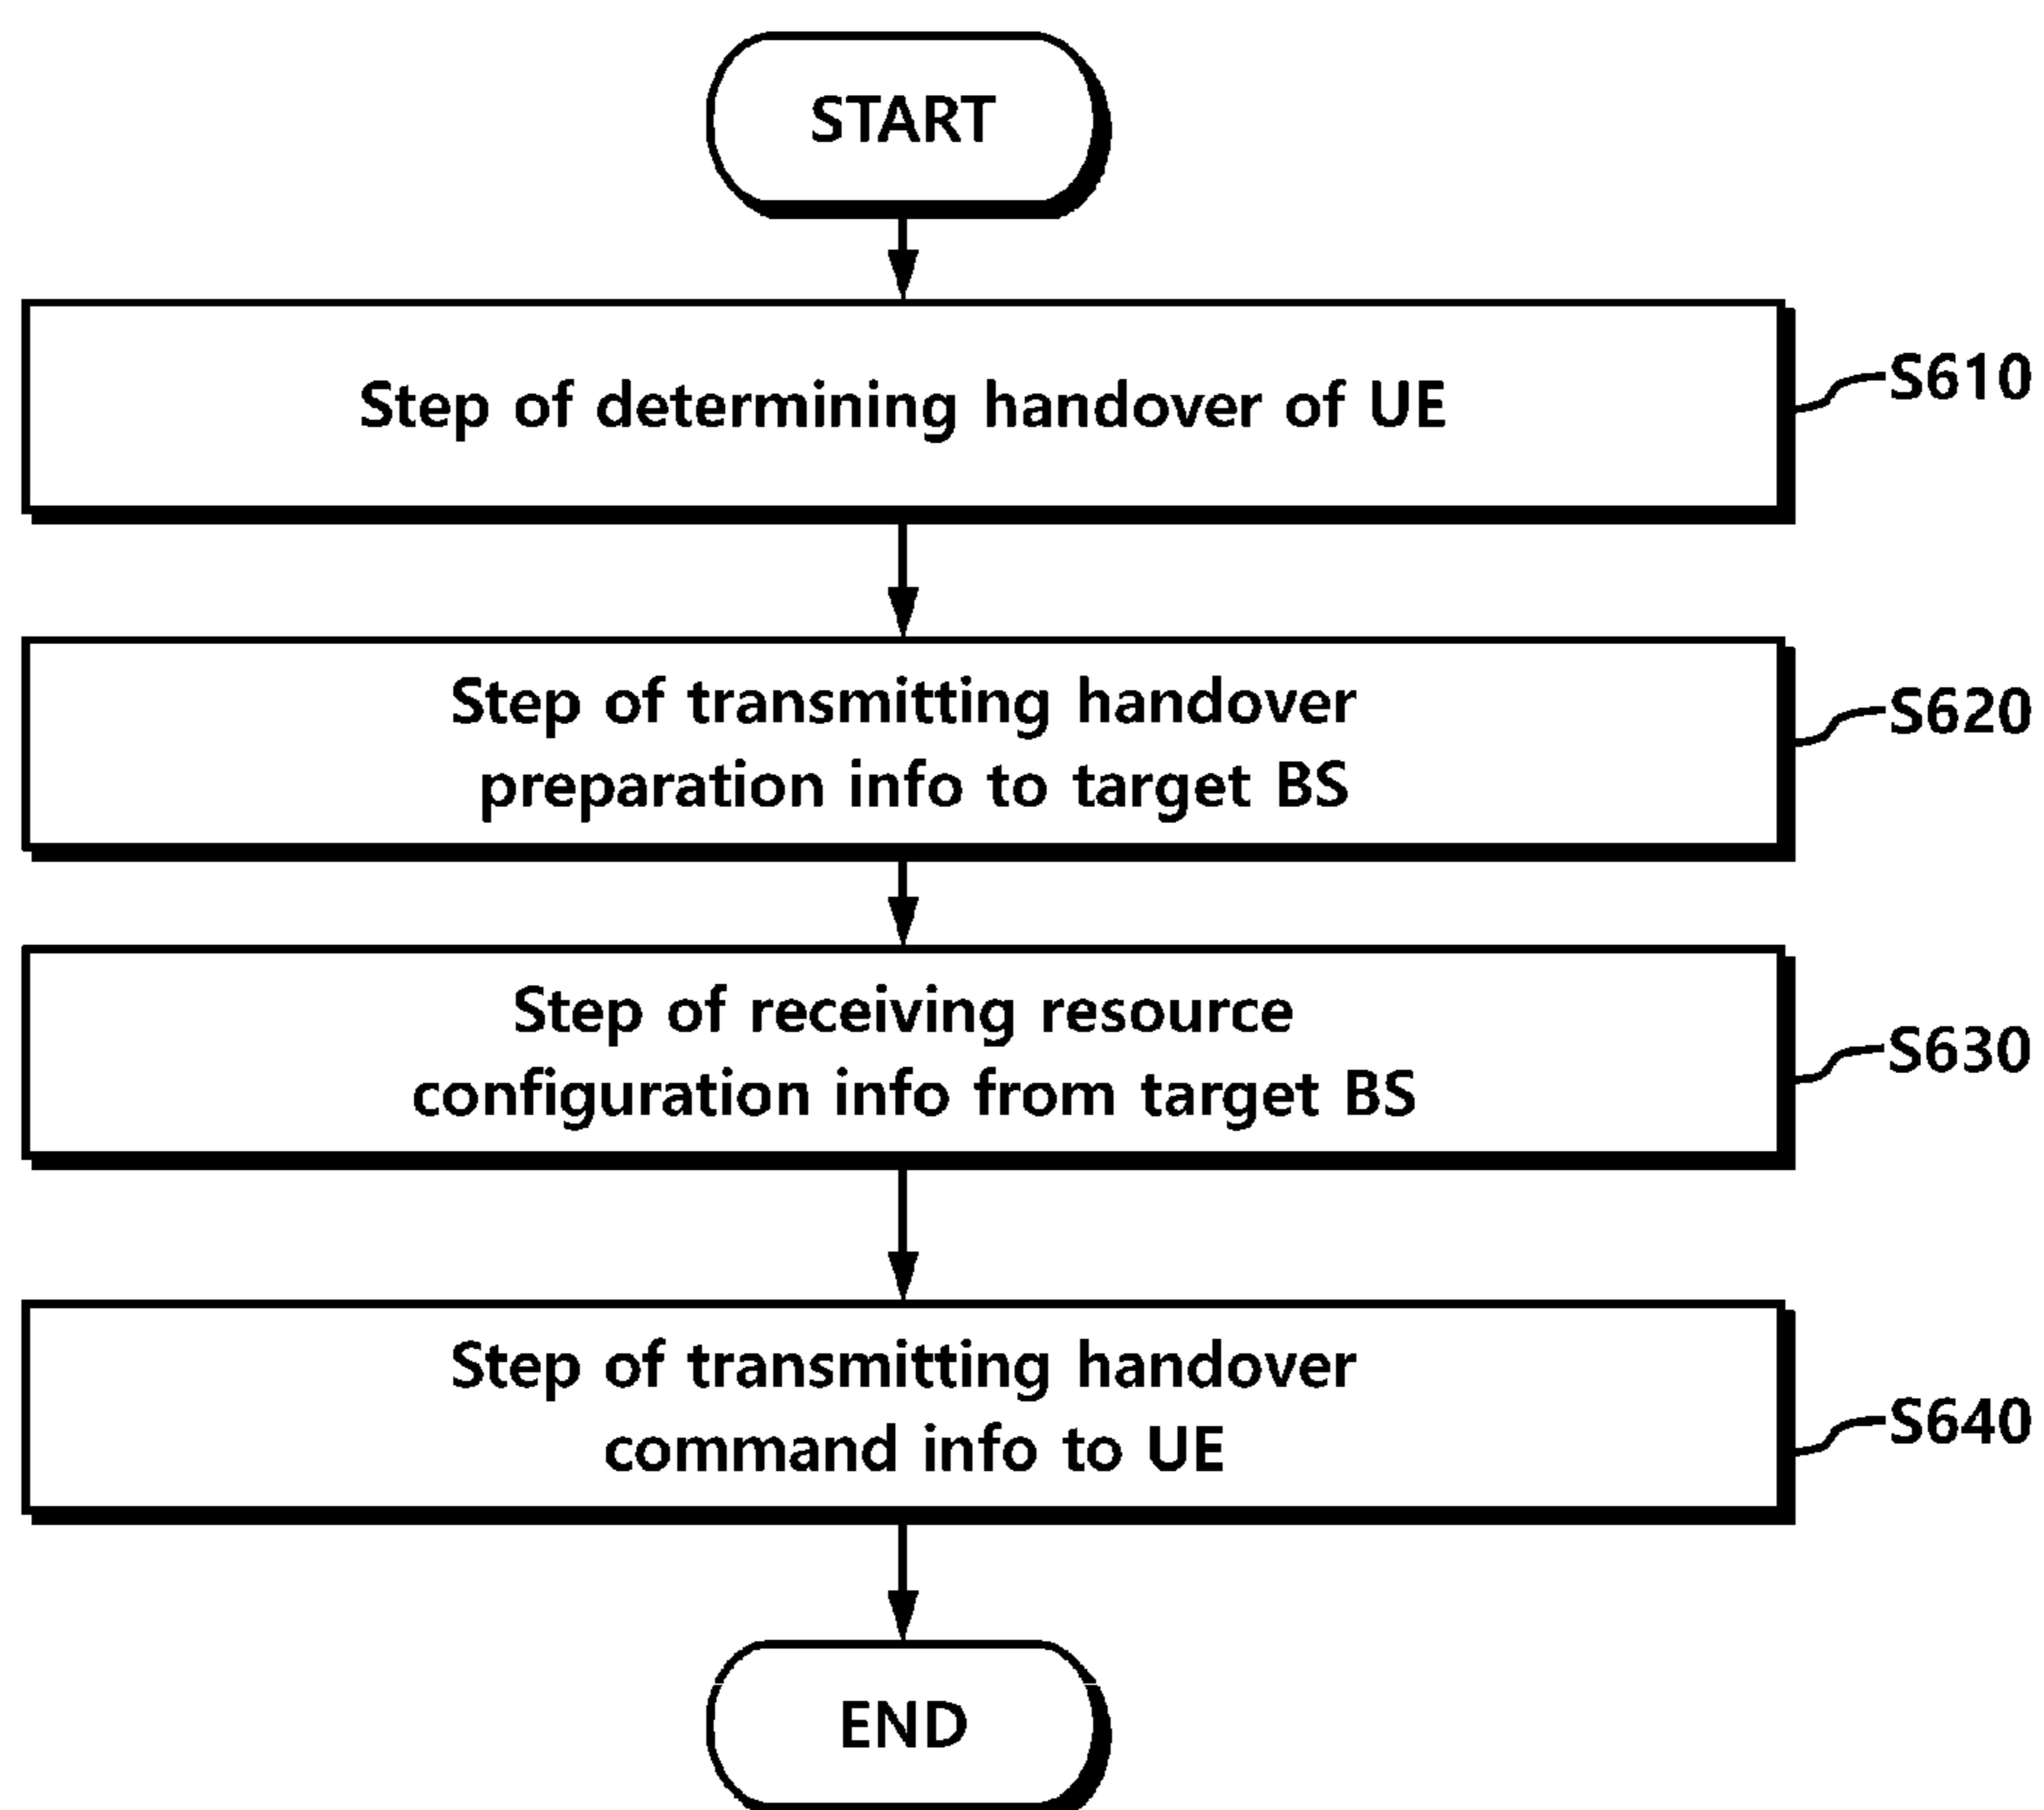 START
Step of determining handover of UE
S610
Step of transmitting handover
preparation info to target BS
S620
Step of receiving resource
configuration info from target BS
S630
Step of transmitting handover
command info to UE
S640
END